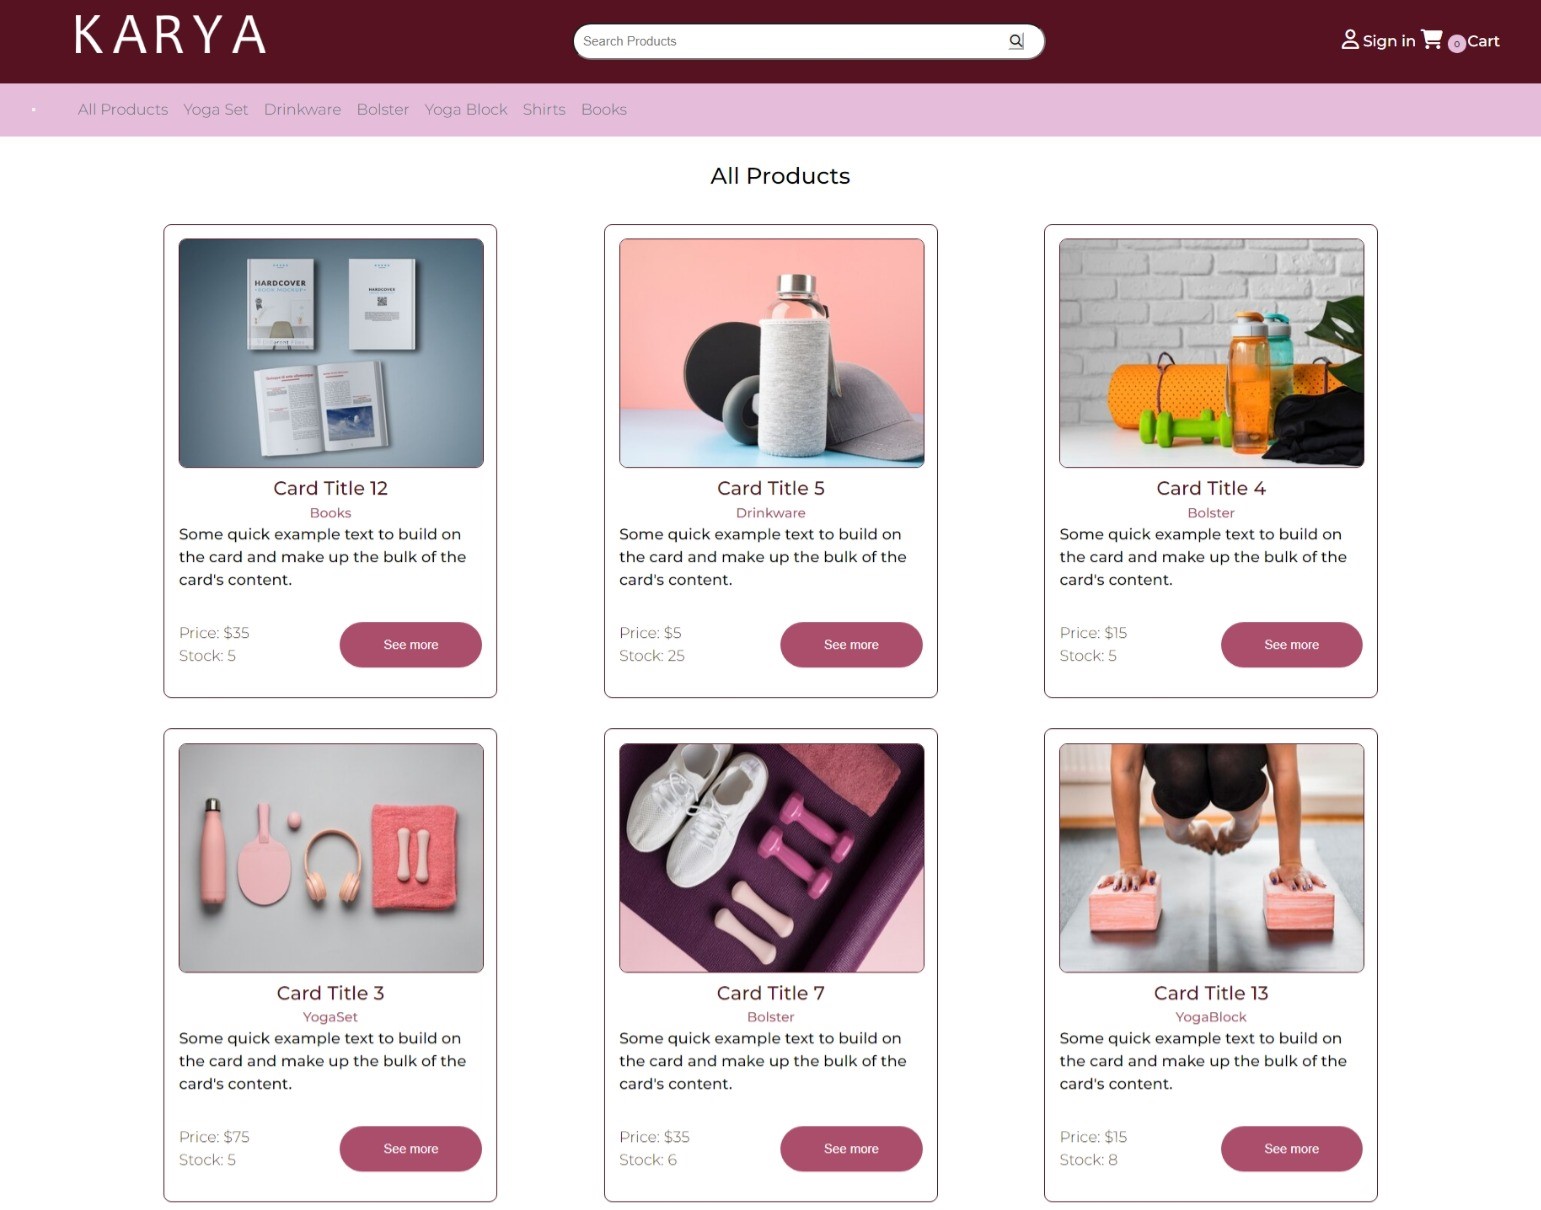 KARYA
Search Products
Sign in 0 Cart
All Products Yoga Set Drinkware Bolster Yoga Block Shirts Books
All Products
HARDCOVER
HARDCOVER
Card Title 12
Books
Some quick example text to build on
the card and make up the bulk of the
card's content.
Price: $35
Stock: 5
See more
Card Title 5
Drinkware
Some quick example text to build on
the card and make up the bulk of the
card's content.
Price: $5
Stock: 25
See more
Card Title 4
Bolster
Some quick example text to build on
the card and make up the bulk of the
card's content.
Price: $15
Stock: 5
See more
Card Title 3
YogaSet
Some quick example text to build on
the card and make up the bulk of the
card's content.
Price: $75
Stock: 5
See more
Card Title 7
Bolster
Some quick example text to build on
the card and make up the bulk of the
card's content.
Price: $35
Stock: 6
See more
Card Title 13
YogaBlock
Some quick example text to build on
the card and make up the bulk of the
card's content.
Price: $15
Stock: 8
See more